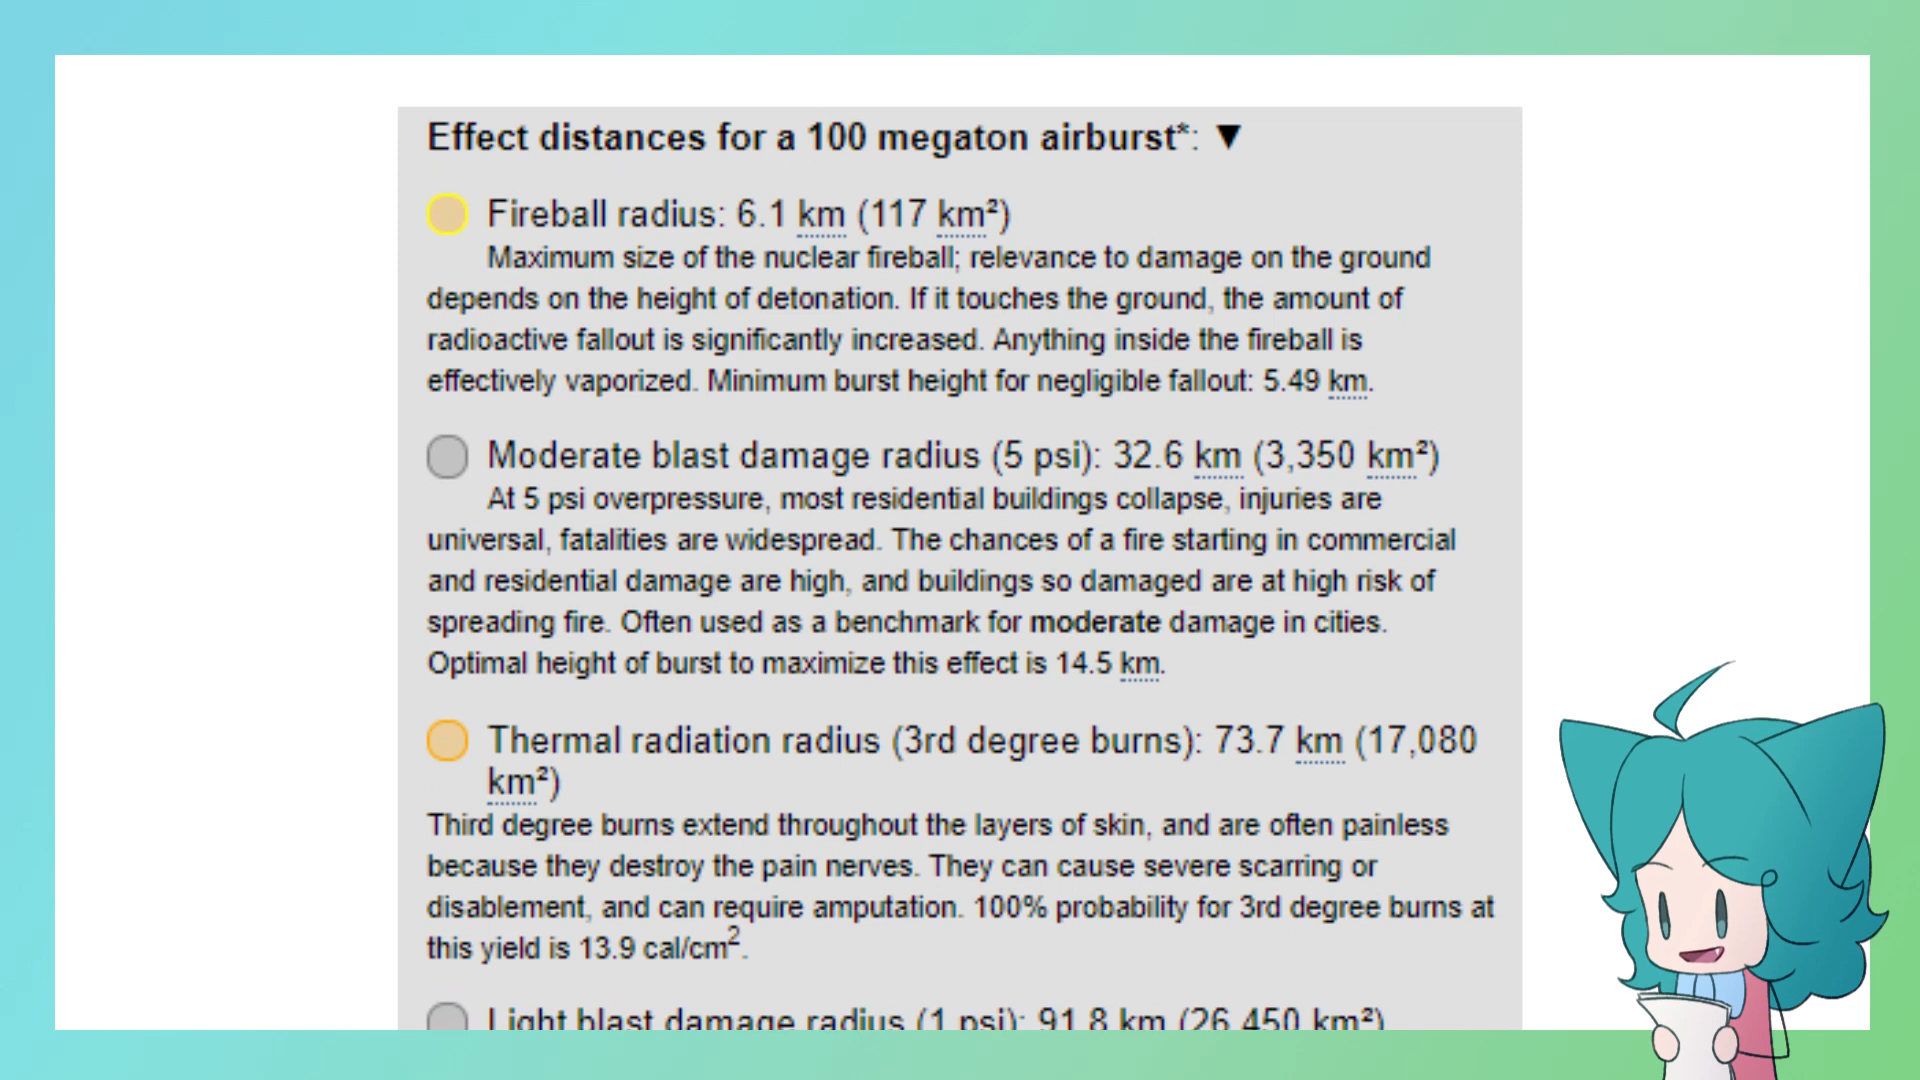 Effect distances for a 100 megaton airburst*: ▼
Fireball radius: 6.1 km (117 km²)
Maximum size of the nuclear fireball; relevance to damage on the ground
depends on the height of detonation. If it touches the ground, the amount of
radioactive fallout is significantly increased. Anything inside the fireball is
effectively vaporized. Minimum burst height for negligible fallout: 5.49 km.
Moderate blast damage radius (5 psi): 32.6 km (3,350 km²)
At 5 psi overpressure, most residential buildings collapse, injuries are
universal, fatalities are widespread. The chances of a fire starting in commercial
and residential damage are high, and buildings so damaged are at high risk of
spreading fire. Often used as a benchmark for moderate damage in cities.
Optimal height of burst to maximize this effect is 14.5 km.
Thermal radiation radius (3rd degree burns): 73.7 km (17,080
km²)
Third degree burns extend throughout the layers of skin, and are often painless
because they destroy the pain nerves. They can cause severe scarring or
disablement, and can require amputation. 100% probability for 3rd degree burns at
this yield is 13.9 cal/cm².
Light blast damage radius (1 psi): 91.8 km (26,450 km²)